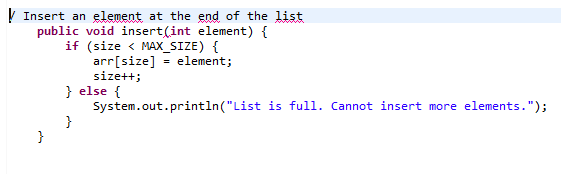 / Insert an element at the end of the list
public void insert(int element) {
if (size < MAX_SIZE) {
arr[size] = element;
size++;
} else {
System.out.println("List is full. Cannot insert more elements.");
}
}